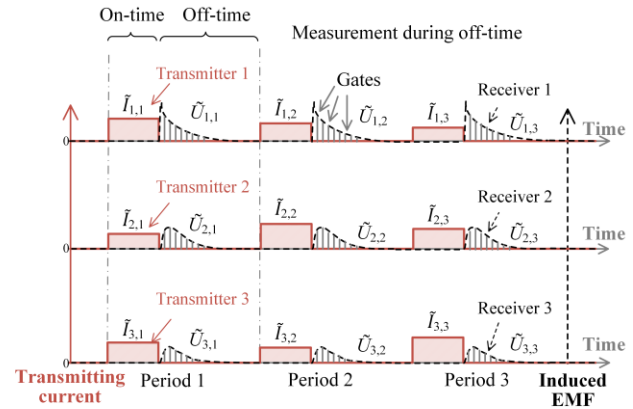 On-time
Off-time
Measurement during off-time
Transmitter 1
Gates
Receiver 1
Ĩ1,1
Ũ1,1
Ĩ1,2
Ũ1,2
Ĩ1,3
Ũ1,3
0
Time
Transmitter 2
Receiver 2
Ĩ2,1
Ũ2,1
Ĩ2,2
Ũ2,2
Ĩ2,3
Ũ2,3
0
Time
Transmitter 3
Receiver 3
Ĩ3,1
Ũ3,1
Ĩ3,2
Ũ3,2
Ĩ3,3
Ũ3,3
0
Time
Transmitting
current
Period 1
Period 2
Period 3
Induced
EMF